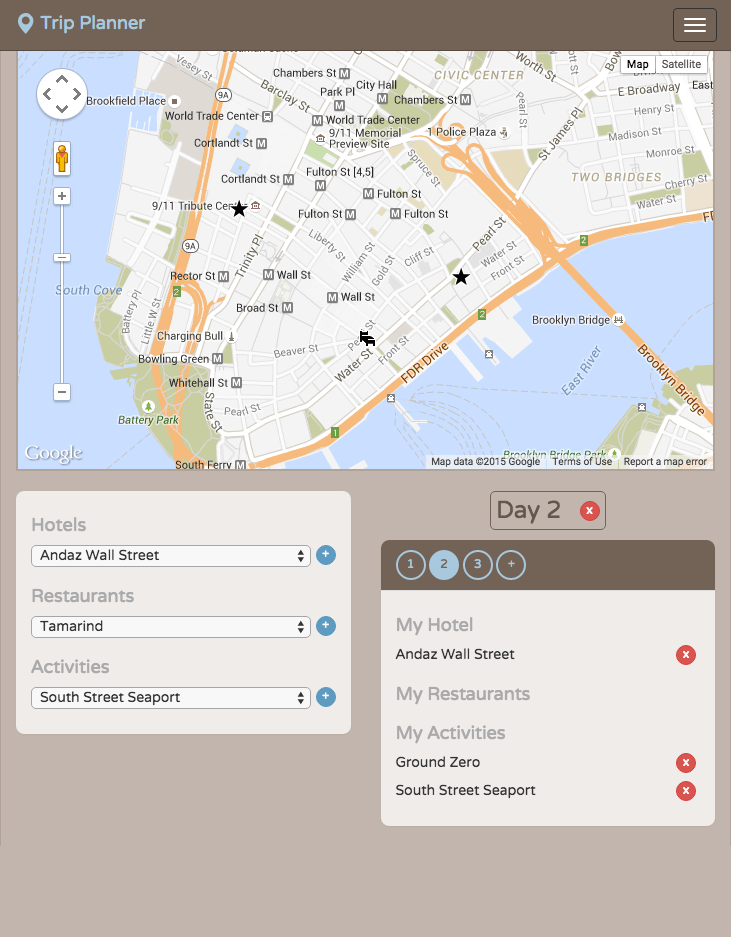 Trip Planner
Map
Satellite
Vesey St
Chambers St
City Hall
CIVIC CENTER
Worth St
Park Pl
Barclay St
Chambers St
E Broadway
East
Brookfield Place
9A
Pearl St
Henry St
World Trade Center
World Trade Center
9/11 Memorial
Preview Site
1 Police Plaza
St James Pl
Madison St
Cortlandt St
Spruce St
Monroe St
Cortlandt St
Fulton St [4,5]
TWO BRIDGES
Cherry St
Fulton St
Water St
9/11 Tribute Cen
Fulton St
Fulton St
Pearl St
9A
Trinity Pl
Liberty St
William St
Cliff St
Water St
Front St
2
Rector St
Wall St
Gold St
South Cove
2
Battery Pl
Little W St
Wall St
Broad St
2
Brooklyn Bridge
Charging Bull
Beaver St
Water St
Front St
FDR Drive
East River
Brooklyn Bridge
Bowling Green
Whitehall St
State St
Pearl St
Battery Park
1
Google
South Ferry
Brooklyn Bridge Park
Map data ©2015 Google
Terms of Use
Report a map error
Hotels
Andaz Wall Street
+
Restaurants
Tamarind
+
Activities
South Street Seaport
+
Day 2 x
1 2 3 +
My Hotel
Andaz Wall Street x
My Restaurants
My Activities
Ground Zero x
South Street Seaport x